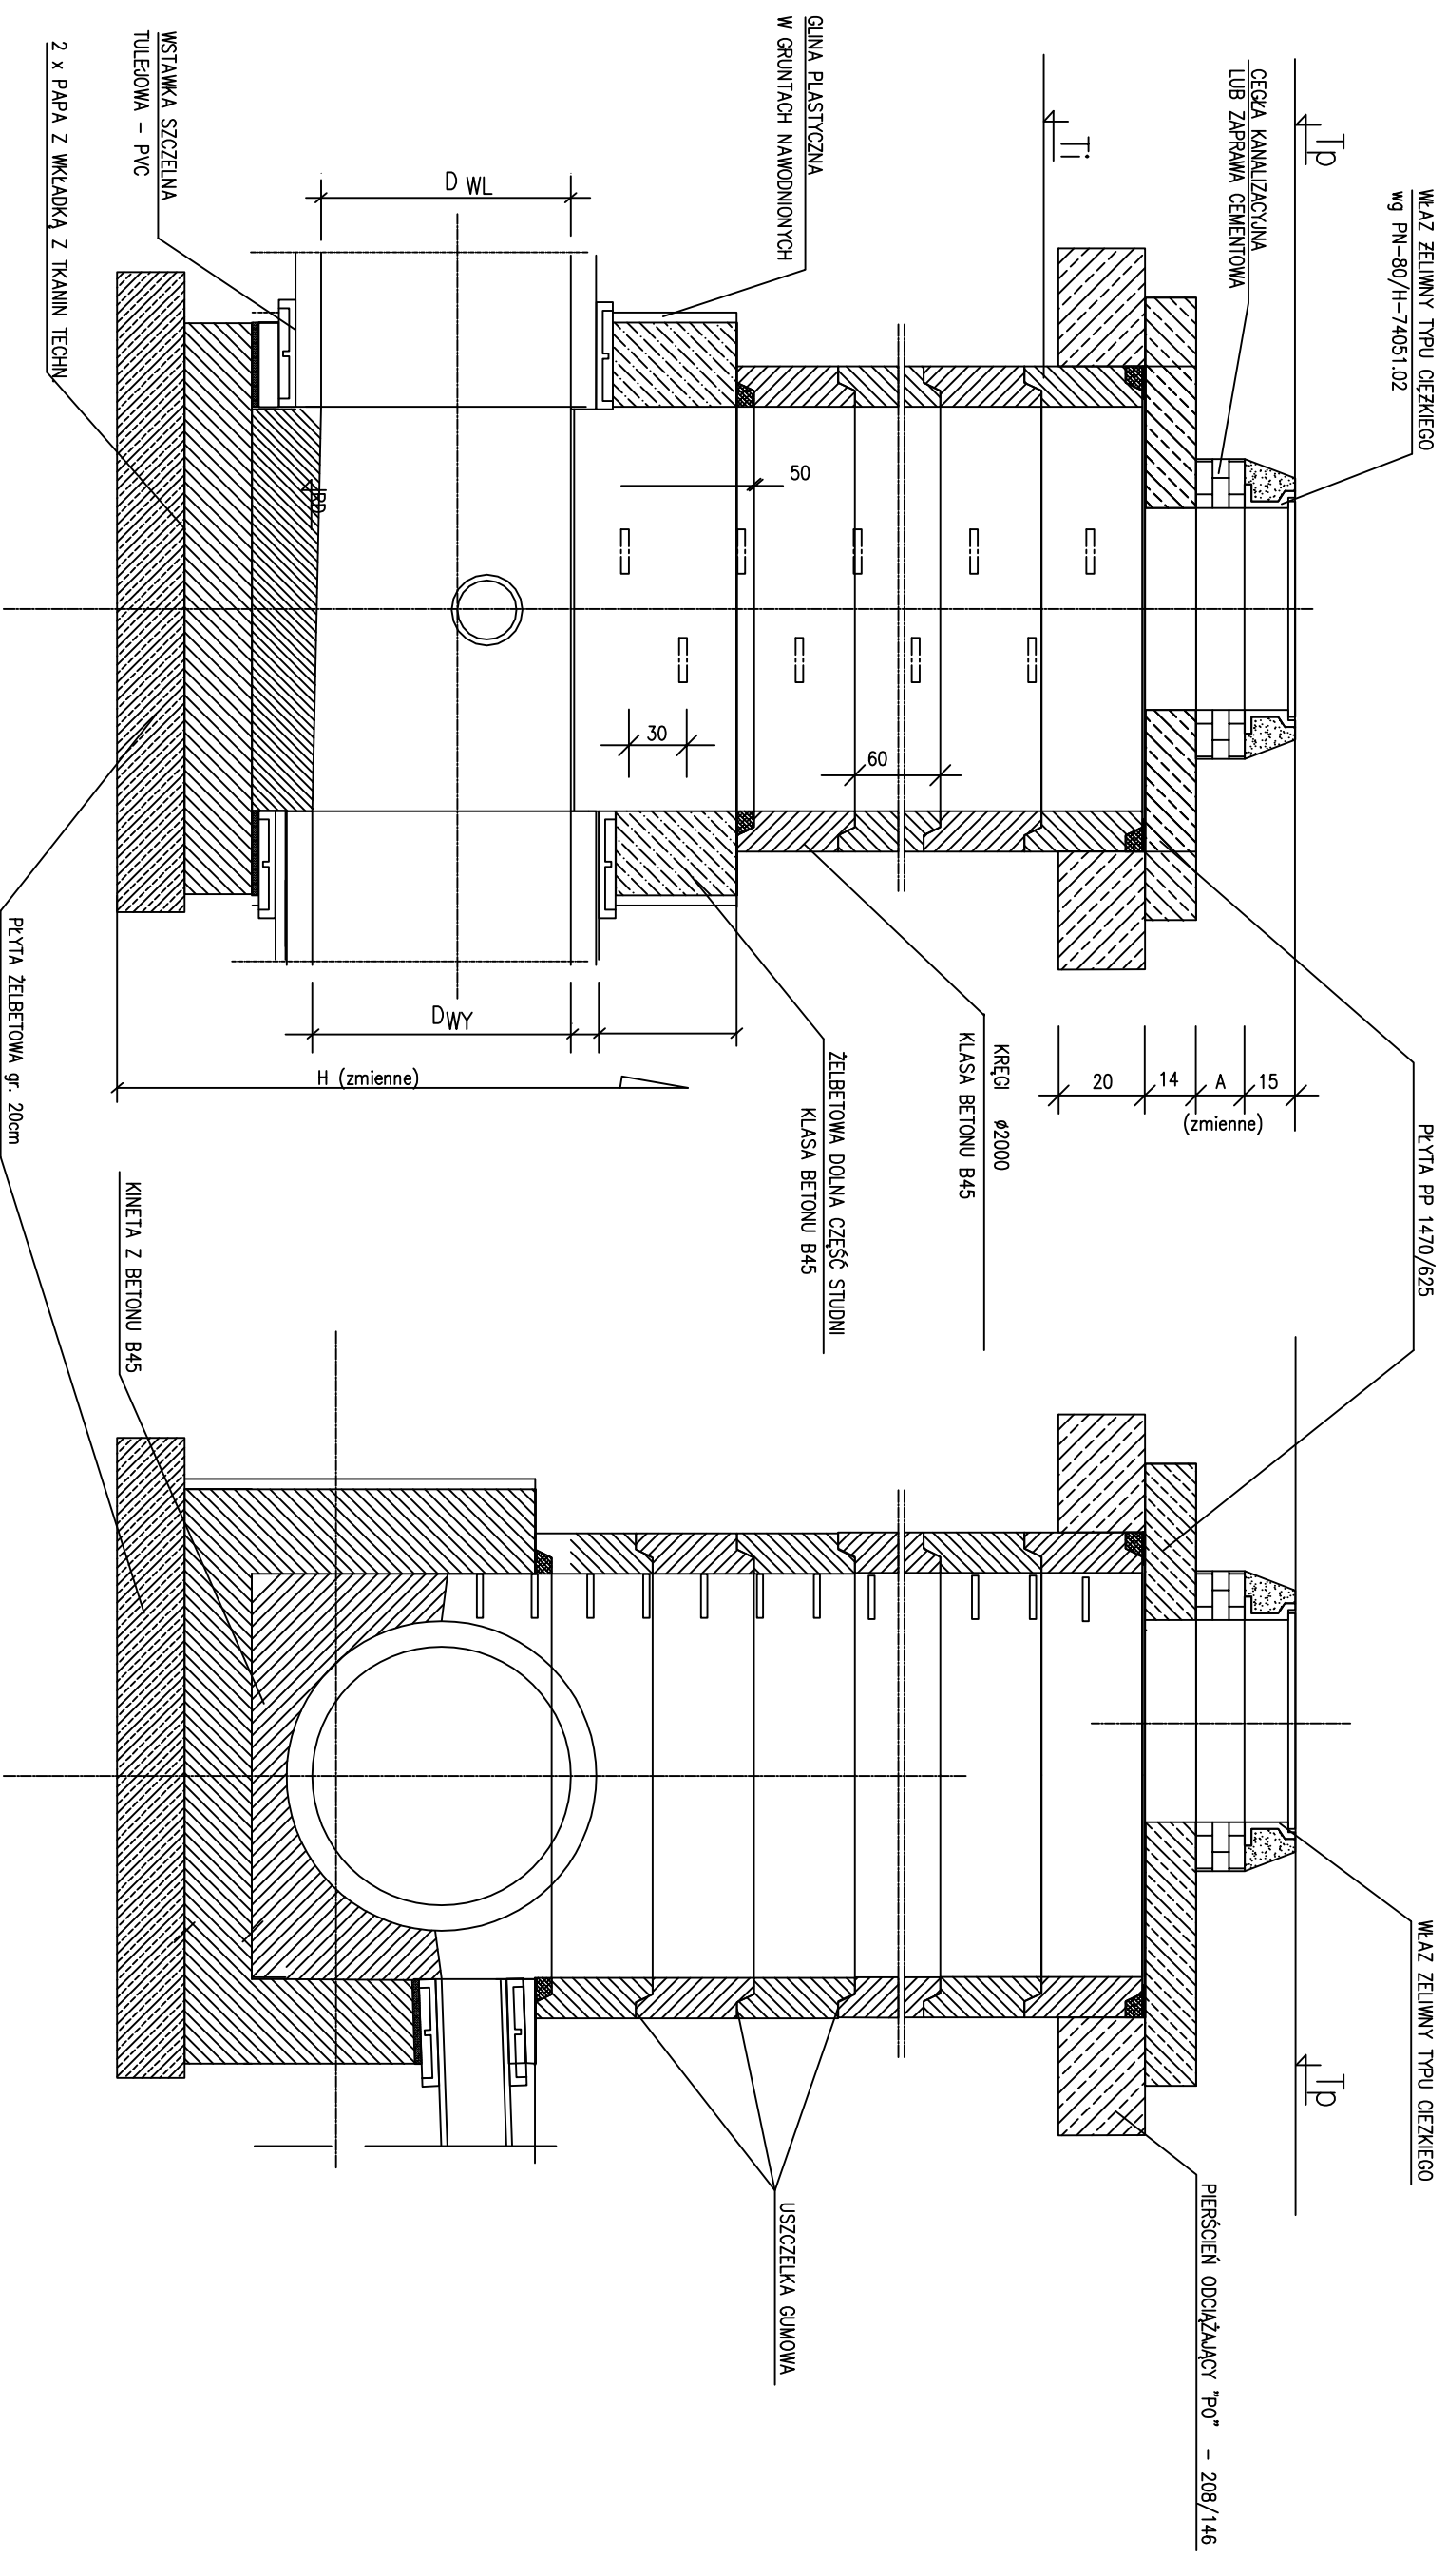 WŁAZ ŻELIWNY TYPU CIĘŻKIEGO
wg PN-80/H-74051.02
Tp
CEGŁA KANALIZACYJNA
LUB ZAPRAWA CEMENTOWA
Ti
GLINA PLASTYCZNA
W GRUNTACH NAWODNIONYCH
WSTAWKA SZCZELNA
TULEJOWA - PVC
2 x PAPA Z WKŁADKĄ Z TKANIN TECHN.
D WL
50
30
60
PŁYTA PP 1470/625
15
A
(zmienne)
14
20
KRĘGI ø2000
KLASA BETONU B45
ŻELBETOWA DOLNA CZĘŚĆ STUDNI
KLASA BETONU B45
DWY
H (zmienne)
PŁYTA ŻELBETOWA gr. 20cm
KINETA Z BETONU B45
WŁAZ ZELIWNY TYPU CIEZKIEGO
Tp
PIERŚCIEŃ ODCIĄŻAJĄCY "PO" - 208/146
USZCZELKA GUMOWA